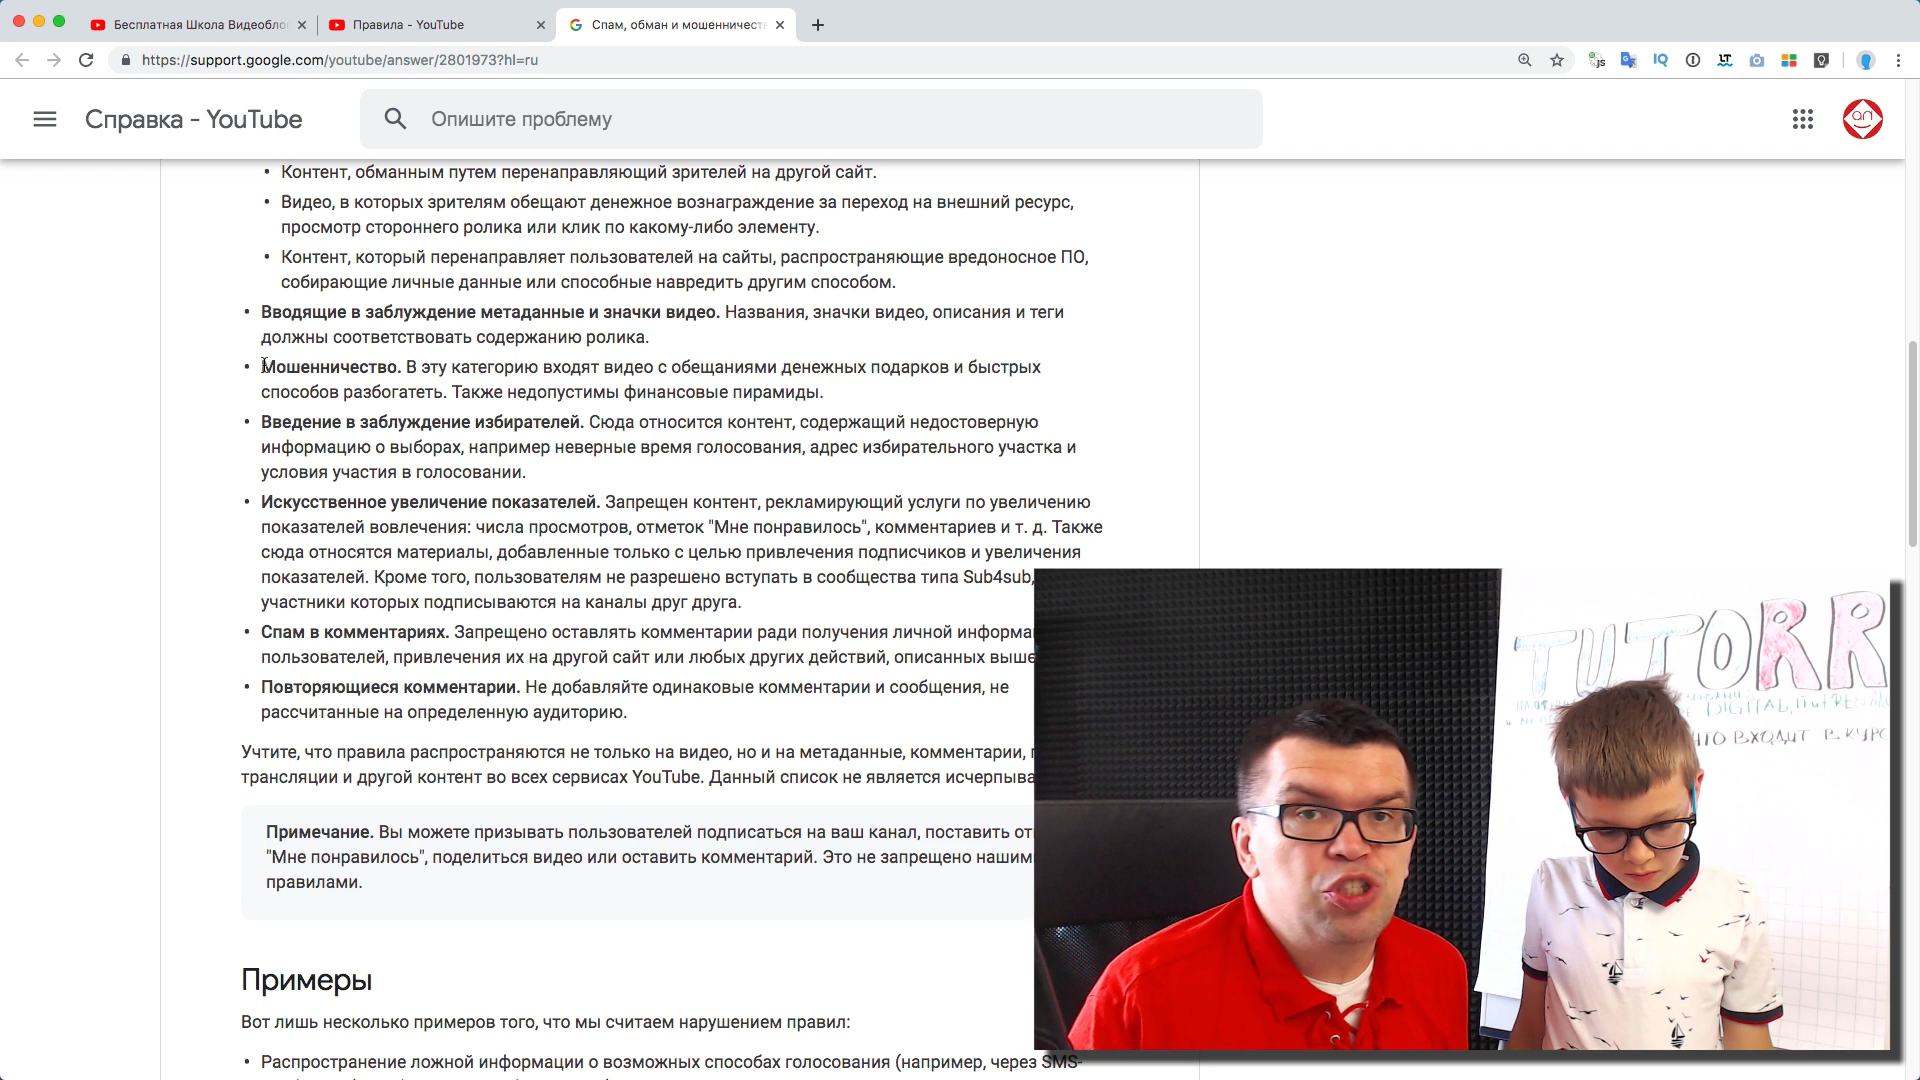 Бесплатная Школа Видеобло
Правила - YouTube
Спам, обман и мошенничест
https://support.google.com/youtube/answer/2801973?hl=ru
Справка - YouTube
Опишите проблему
Контент, обманным путем перенаправляющий зрителей на другой сайт.
Видео, в которых зрителям обещают денежное вознаграждение за переход на внешний ресурс,
просмотр стороннего ролика или клик по какому-либо элементу.
Контент, который перенаправляет пользователей на сайты, распространяющие вредоносное ПО,
собирающие личные данные или способные навредить другим способом.
Вводящие в заблуждение метаданные и значки видео. Названия, значки видео, описания и теги
должны соответствовать содержанию ролика.
Мошенничество. В эту категорию входят видео с обещаниями денежных подарков и быстрых
способов разбогатеть. Также недопустимы финансовые пирамиды.
Введение в заблуждение избирателей. Сюда относится контент, содержащий недостоверную
информацию о выборах, например неверные время голосования, адрес избирательного участка и
условия участия в голосовании.
Искусственное увеличение показателей. Запрещен контент, рекламирующий услуги по увеличению
показателей вовлечения: числа просмотров, отметок "Мне понравилось", комментариев и т. д. Также
сюда относятся материалы, добавленные только с целью привлечения подписчиков и увеличения
показателей. Кроме того, пользователям не разрешено вступать в сообщества типа Sub4sub,
участники которых подписываются на каналы друг друга.
Спам в комментариях. Запрещено оставлять комментарии ради получения личной информа
пользователей, привлечения их на другой сайт или любых других действий, описанных выше
Повторяющиеся комментарии. Не добавляйте одинаковые комментарии и сообщения, не
рассчитанные на определенную аудиторию.
Учтите, что правила распространяются не только на видео, но и на метаданные, комментарии,
трансляции и другой контент во всех сервисах YouTube. Данный список не является исчерпыва
Примечание. Вы можете призывать пользователей подписаться на ваш канал, поставить от
"Мне понравилось", поделиться видео или оставить комментарий. Это не запрещено нашим
правилами.
Примеры
Вот лишь несколько примеров того, что мы считаем нарушением правил:
Распространение ложной информации о возможных способах голосования (например, через SMS-
TUTORR
DIGITAL, IT
ЧТО ВХОДИТ В КУРС